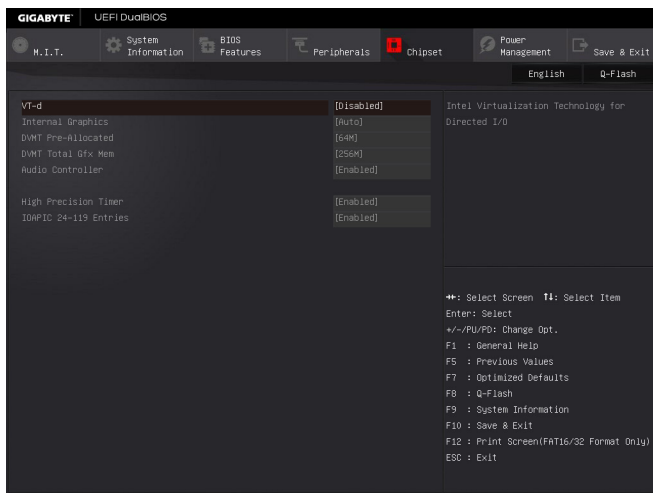 GIGABYTE™ UEFI DualBIOS
M.I.T.
System Information
BIOS Features
Peripherals
Chipset
Power Management
Save & Exit
English
Q-Flash
VT-d [Disabled]
Internal Graphics [Auto]
DVMT Pre-Allocated [64M]
DVMT Total Gfx Mem [256M]
Audio Controller [Enabled]
High Precision Timer [Enabled]
IOAPIC 24-119 Entries [Enabled]
Intel Virtualization Technology for
Directed I/O
→←: Select Screen ↑↓: Select Item
Enter: Select
+/-/PU/PD: Change Opt.
F1 : General Help
F5 : Previous Values
F7 : Optimized Defaults
F8 : Q-Flash
F9 : System Information
F10 : Save & Exit
F12 : Print Screen(FAT16/32 Format Only)
ESC : Exit